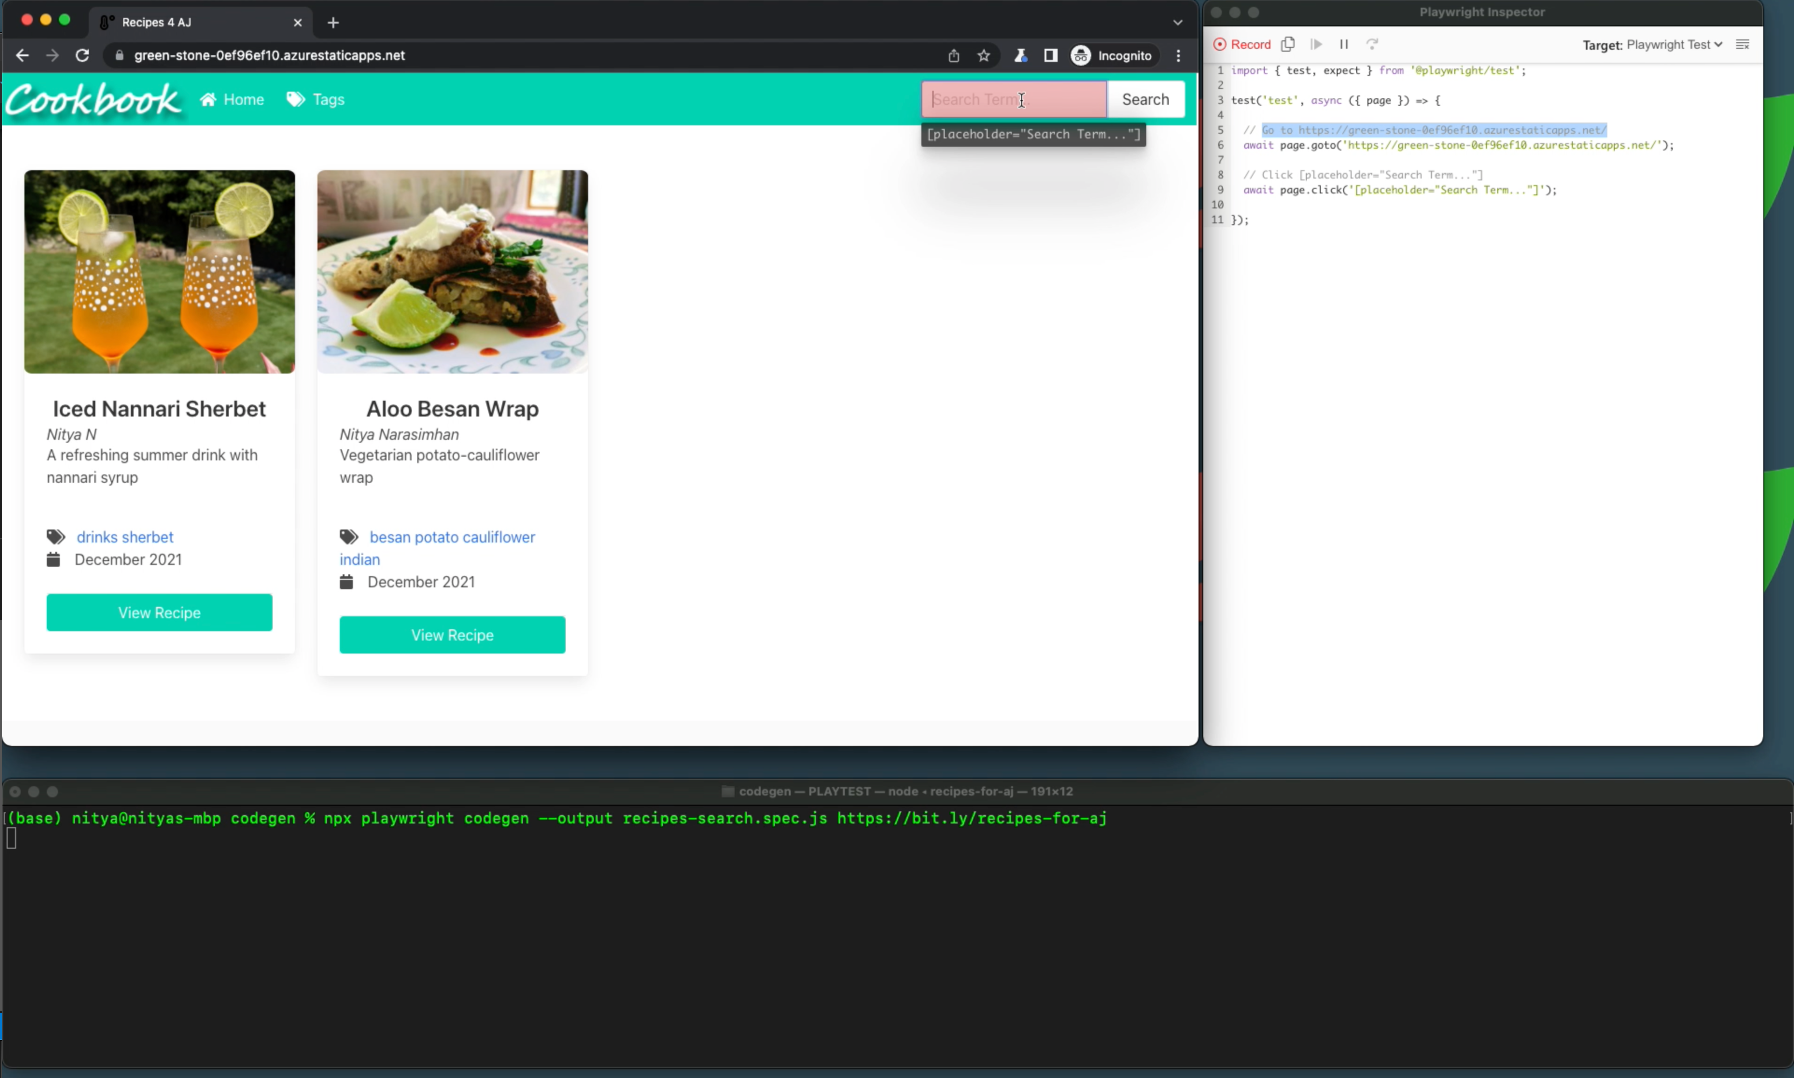 Recipes 4 AJ
green-stone-0ef96ef10.azurestaticapps.net
Incognito
Cookbook
Home
Tags
Search Term...
Search
[placeholder="Search Term..."]
Iced Nannari Sherbet
Nitya N
A refreshing summer drink with
nannari syrup
drinks sherbet
December 2021
View Recipe
Aloo Besan Wrap
Nitya Narasimhan
Vegetarian potato-cauliflower
wrap
besan potato cauliflower
indian
December 2021
View Recipe
Playwright Inspector
Record
Target: Playwright Test
1 import { test, expect } from '@playwright/test';
2
3 test('test', async ({ page }) => {
4
5 // Go to https://green-stone-0ef96ef10.azurestaticapps.net/
6 await page.goto('https://green-stone-0ef96ef10.azurestaticapps.net/');
7
8 // Click [placeholder="Search Term..."]
9 await page.click('[placeholder="Search Term..."]');
10
11 });
codegen — PLAYTEST — node ◂ recipes-for-aj — 191×12
(base) nitya@nityas-mbp codegen % npx playwright codegen --output recipes-search.spec.js https://bit.ly/recipes-for-aj